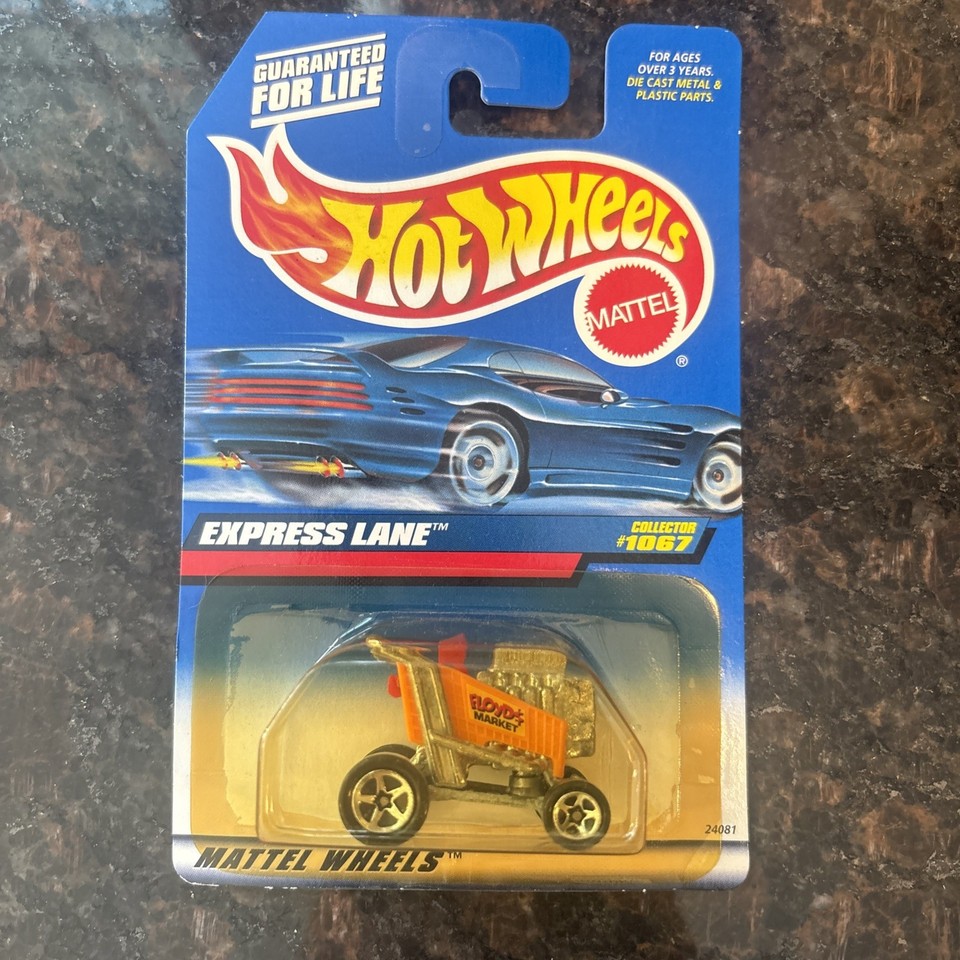 GUARANTEED
FOR LIFE
FOR AGES
OVER 3 YEARS.
DIE CAST METAL &
PLASTIC PARTS.
Hot Wheels
MATTEL
®
EXPRESS LANE™
COLLECTOR
#1067
FLOYD$
MARKET
24081
MATTEL WHEELS™